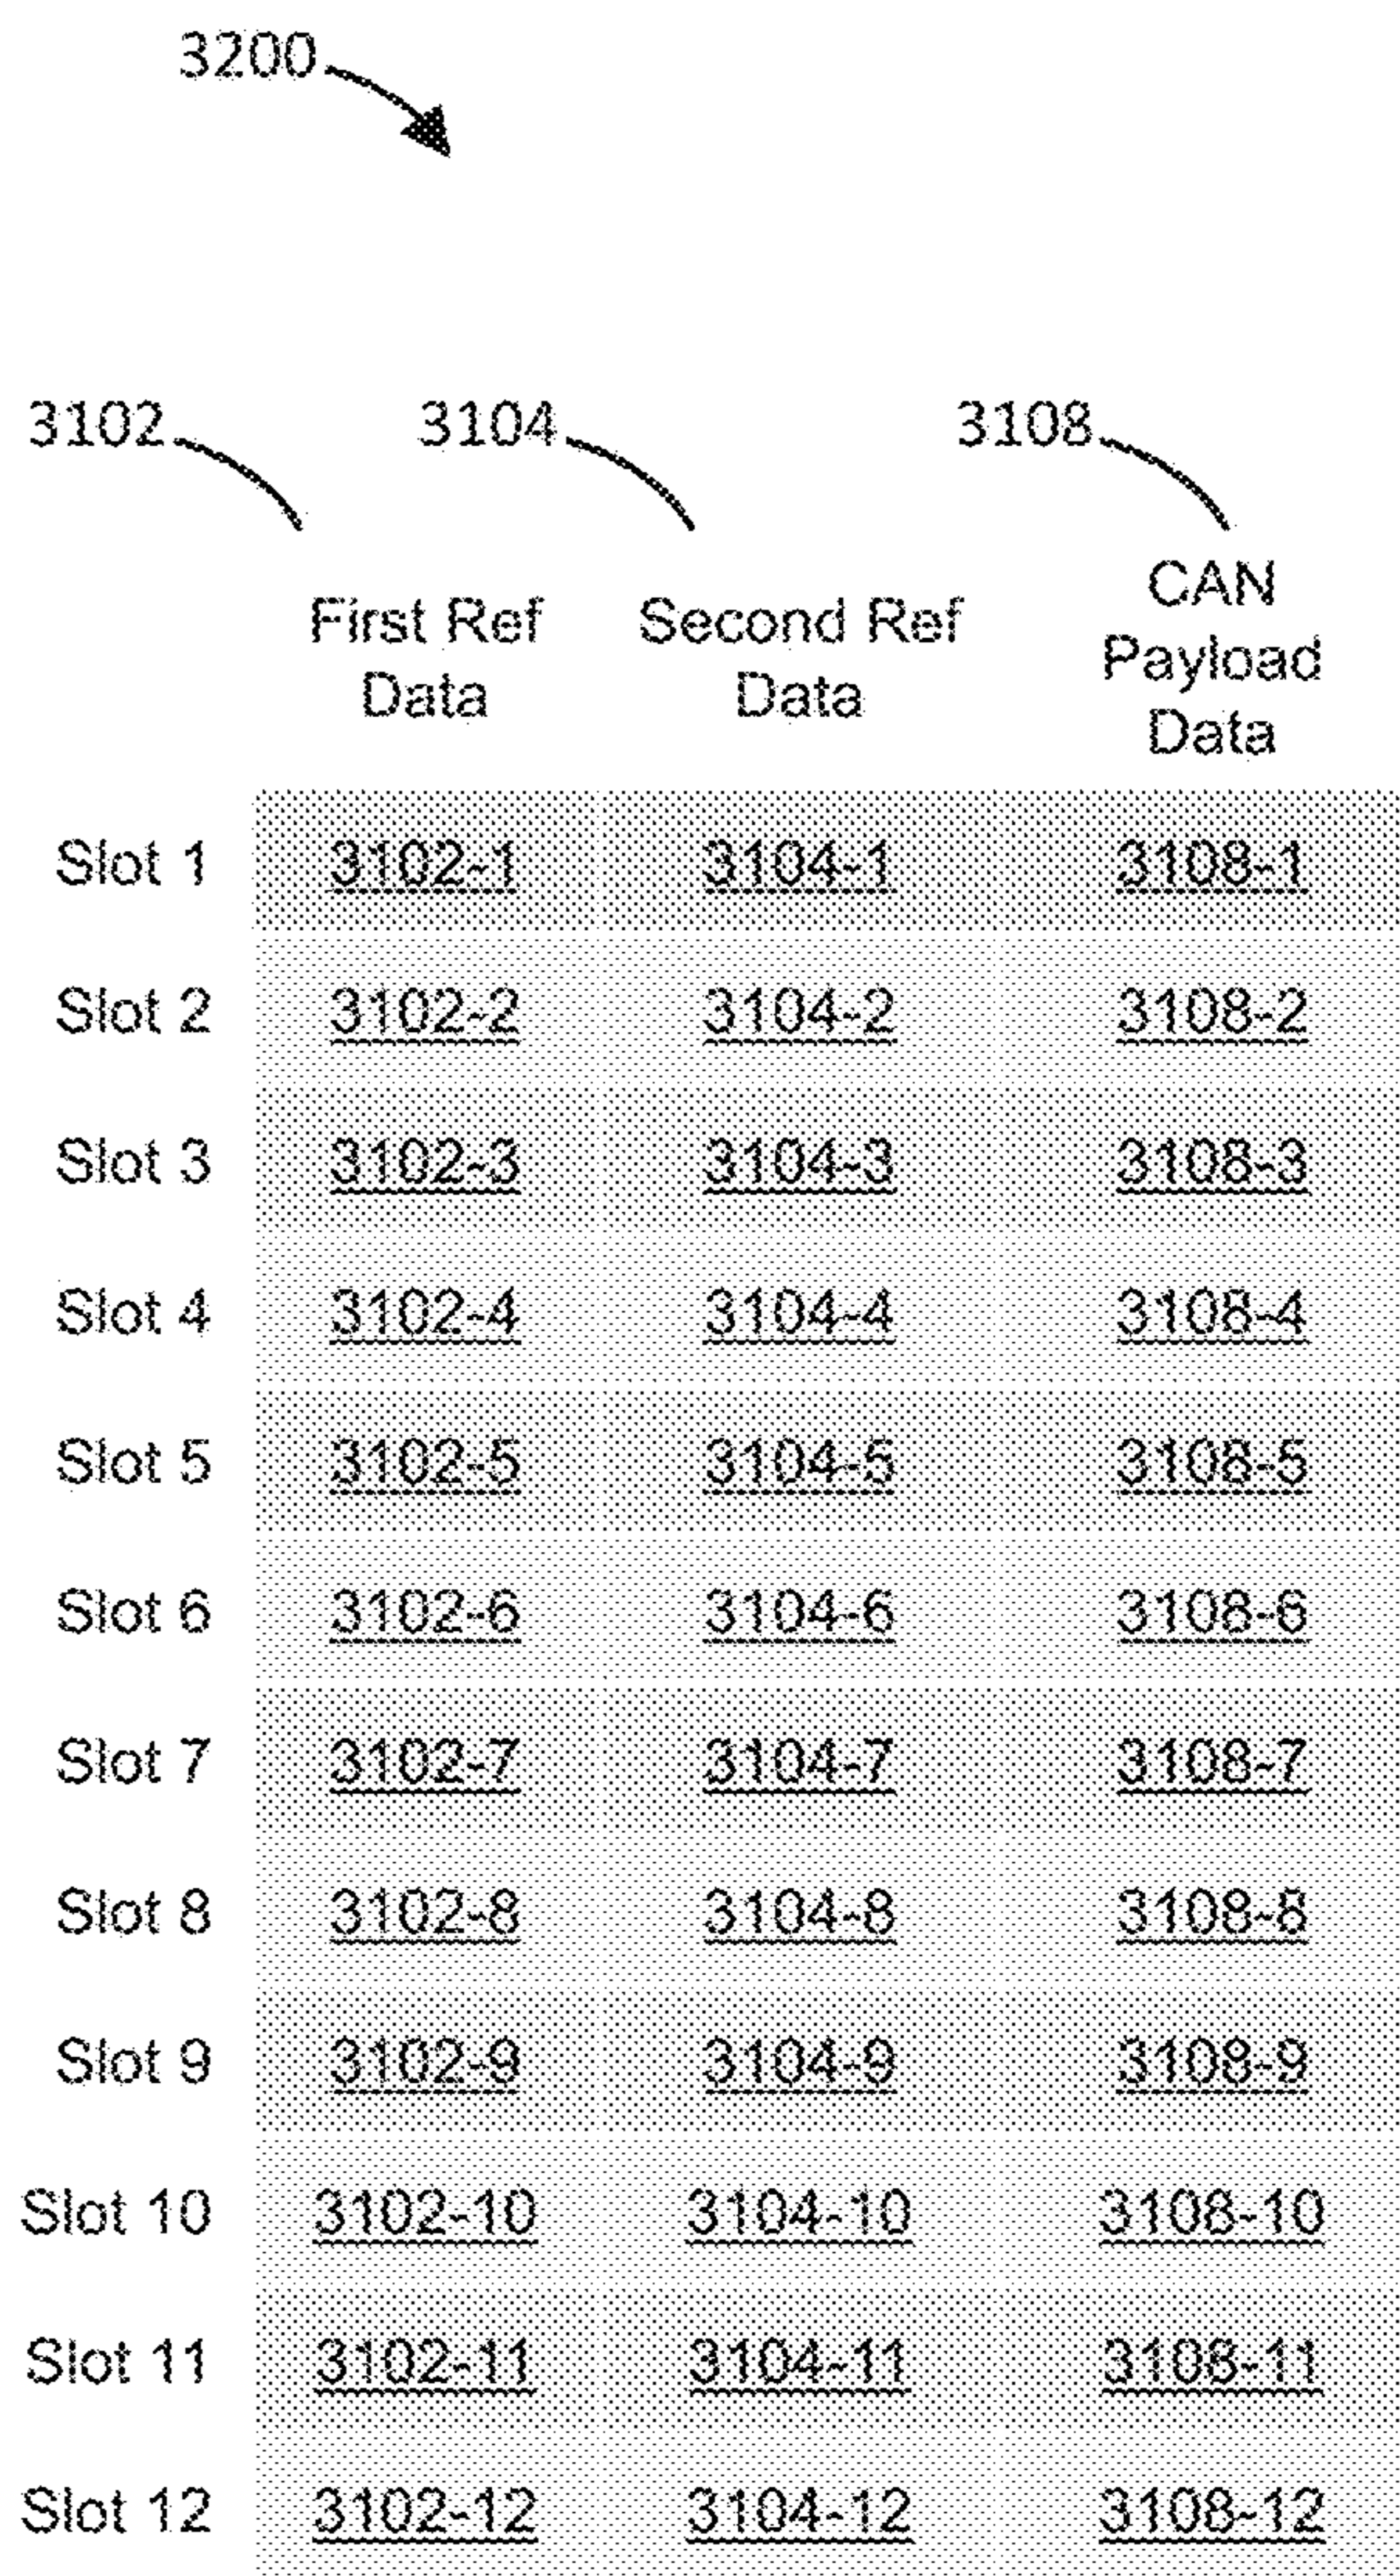 3200
3102 3104 3108
First Ref Data Second Ref Data CAN Payload Data
Slot 1 3102-1 3104-1 3108-1
Slot 2 3102-2 3104-2 3108-2
Slot 3 3102-3 3104-3 3108-3
Slot 4 3102-4 3104-4 3108-4
Slot 5 3102-5 3104-5 3108-5
Slot 6 3102-6 3104-6 3108-6
Slot 7 3102-7 3104-7 3108-7
Slot 8 3102-8 3104-8 3108-8
Slot 9 3102-9 3104-9 3108-9
Slot 10 3102-10 3104-10 3108-10
Slot 11 3102-11 3104-11 3108-11
Slot 12 3102-12 3104-12 3108-12